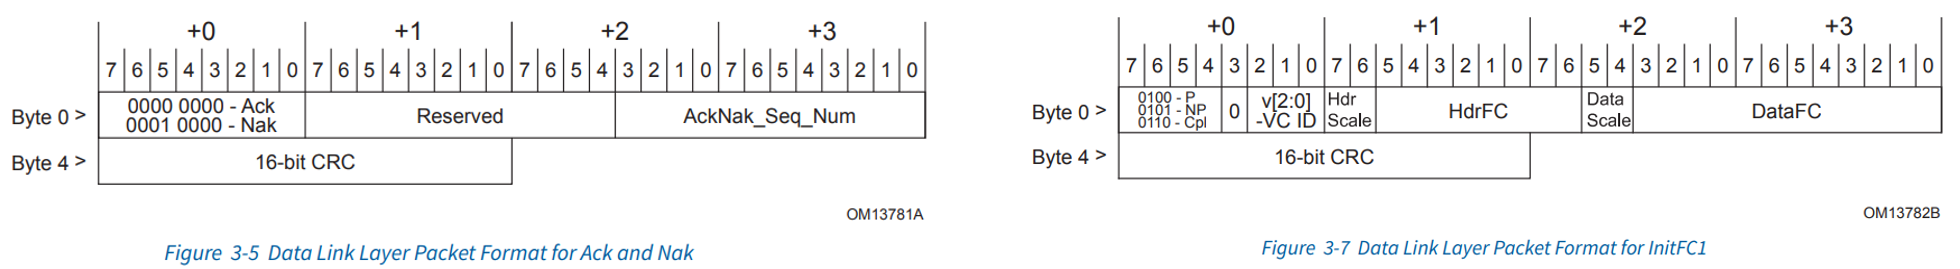 +0 +1 +2 +3
7 6 5 4 3 2 1 0 7 6 5 4 3 2 1 0 7 6 5 4 3 2 1 0 7 6 5 4 3 2 1 0
Byte 0 > 0000 0000 - Ack
0001 0000 - Nak Reserved AckNak_Seq_Num
Byte 4 > 16-bit CRC
OM13781A
Figure 3-5 Data Link Layer Packet Format for Ack and Nak
+0 +1 +2 +3
7 6 5 4 3 2 1 0 7 6 5 4 3 2 1 0 7 6 5 4 3 2 1 0 7 6 5 4 3 2 1 0
Byte 0 > 0100 - P
0101 - NP
0110 - Cpl
0
v[2:0]
-VC ID
Hdr
Scale
HdrFC
Data
Scale
DataFC
Byte 4 > 16-bit CRC
OM13782B
Figure 3-7 Data Link Layer Packet Format for InitFC1